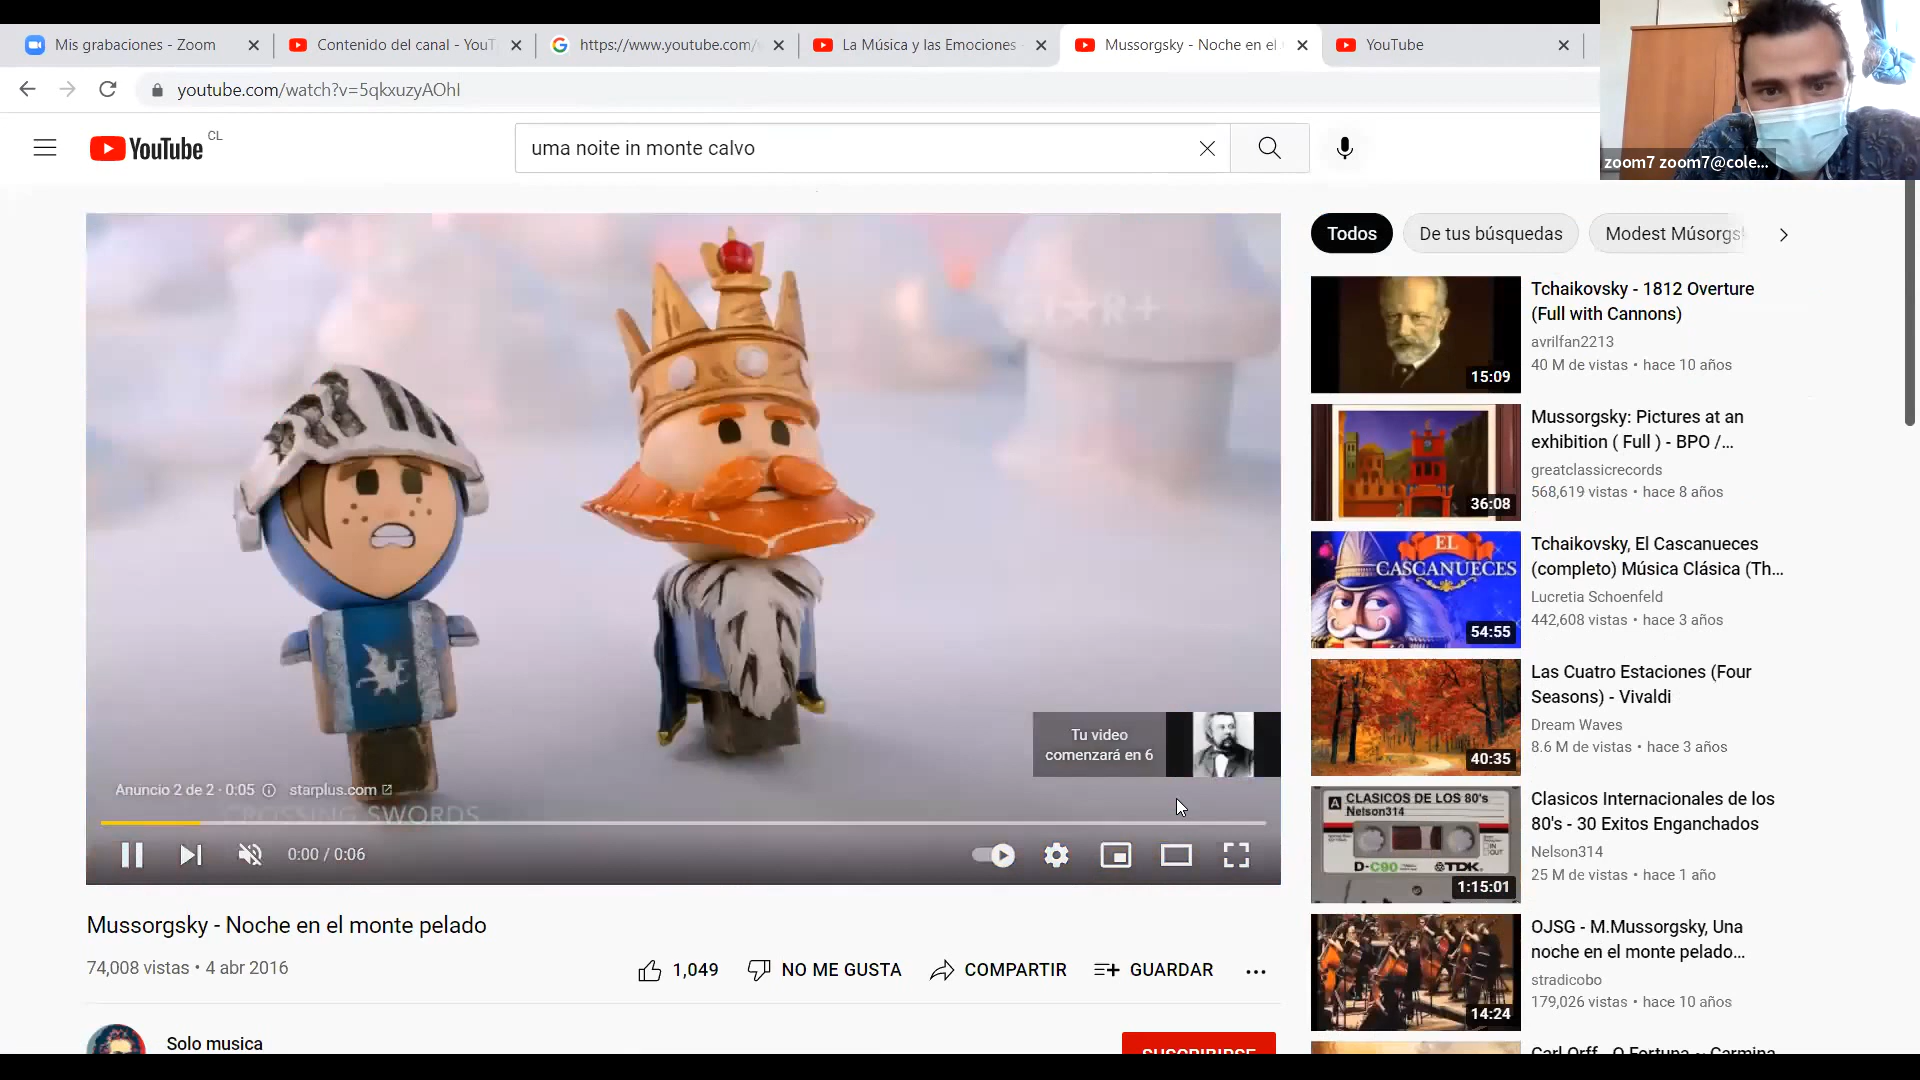 Mis grabaciones - Zoom
Contenido del canal - YouT
https://www.youtube.com/
La Música y las Emociones
Mussorgsky - Noche en el
YouTube
youtube.com/watch?v=5qkxuzyAOhI
YouTube CL
uma noite in monte calvo
zoom7 zoom7@cole...
Todos
De tus búsquedas
Modest Músorgs
STAR+
Tchaikovsky - 1812 Overture
(Full with Cannons)
avrilfan2213
40 M de vistas • hace 10 años
15:09
Mussorgsky: Pictures at an
exhibition ( Full ) - BPO /...
greatclassicrecords
568,619 vistas • hace 8 años
36:08
EL
CASCANUECES
Tchaikovsky, El Cascanueces
(completo) Música Clásica (Th...
Lucretia Schoenfeld
442,608 vistas • hace 3 años
54:55
Las Cuatro Estaciones (Four
Seasons) - Vivaldi
Dream Waves
8.6 M de vistas • hace 3 años
40:35
A CLASICOS DE LOS 80's
Nelson314
D-C90 TDK
Clasicos Internacionales de los
80's - 30 Exitos Enganchados
Nelson314
25 M de vistas • hace 1 año
1:15:01
OJSG - M.Mussorgsky, Una
noche en el monte pelado...
stradicobo
179,026 vistas • hace 10 años
14:24
Carl Orff - O Fortuna ~ Carmina
Tu video
comenzará en 6
Anuncio 2 de 2 · 0:05
starplus.com
CROSSING SWORDS
0:00 / 0:06
Mussorgsky - Noche en el monte pelado
74,008 vistas • 4 abr 2016
1,049
NO ME GUSTA
COMPARTIR
GUARDAR
Solo musica
SUSCRIBIRSE